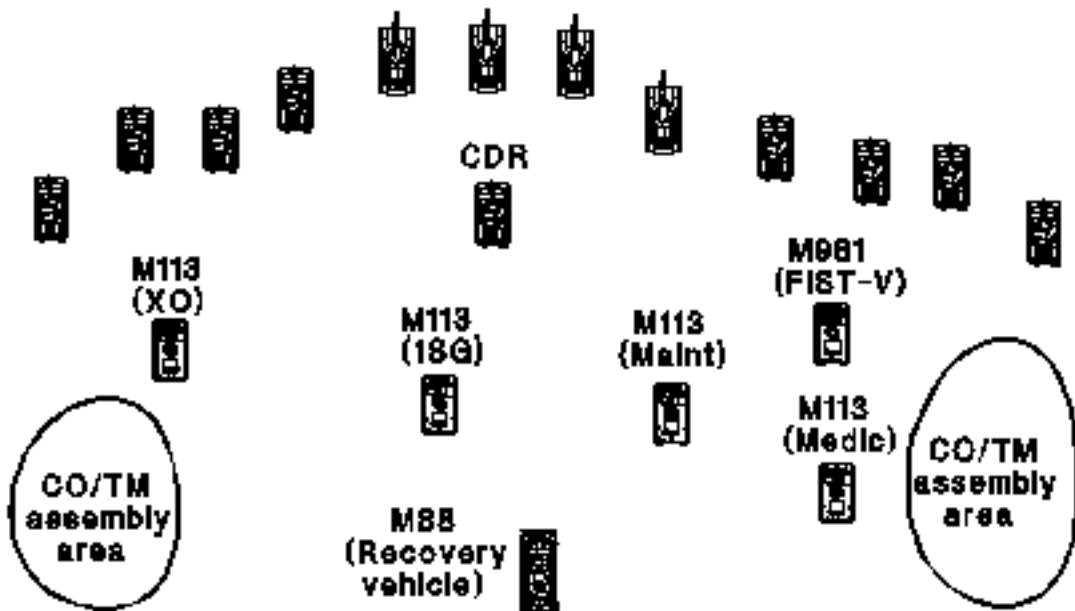 CDR
M113
(XO)
M981
(FIST-V)
M113
(1SG)
M113
(Maint)
M113
(Medic)
CO/TM
assembly
area
CO/TM
assembly
area
M88
(Recovery
vehicle)